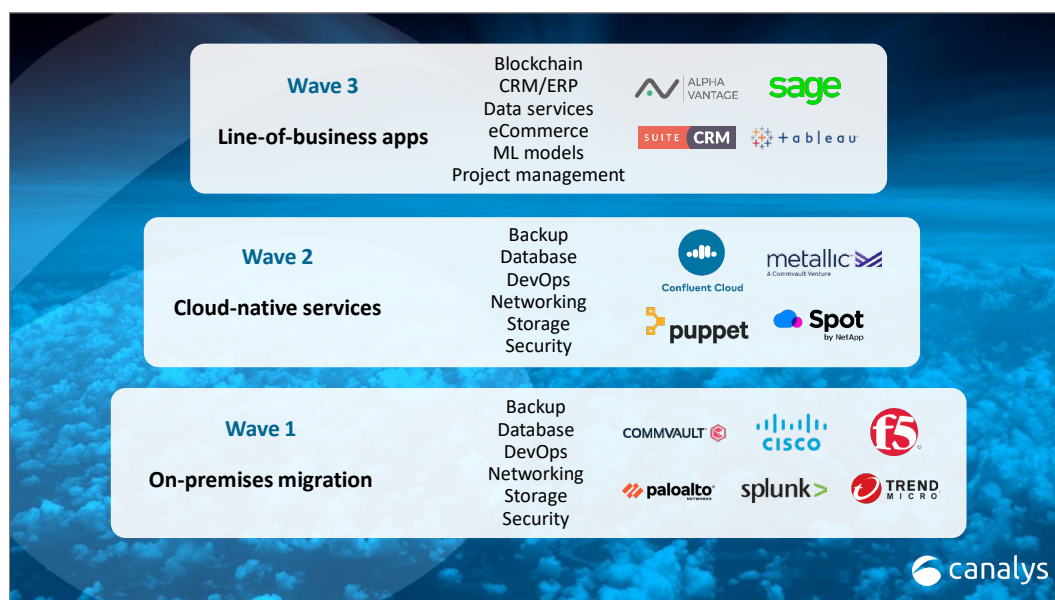 Wave 3
Line-of-business apps
Blockchain
CRM/ERP
Data services
eCommerce
ML models
Project management
ALPHA
VANTAGE
sage
SUITE CRM
+ a b l e a u
Wave 2
Cloud-native services
Backup
Database
DevOps
Networking
Storage
Security
Confluent Cloud
metallic
A Commvault Venture
puppet
Spot
by NetApp
Wave 1
On-premises migration
Backup
Database
DevOps
Networking
Storage
Security
COMMVAULT
CISCO
f5
paloalto
NETWORKS
splunk>
TREND
MICRO
canalys